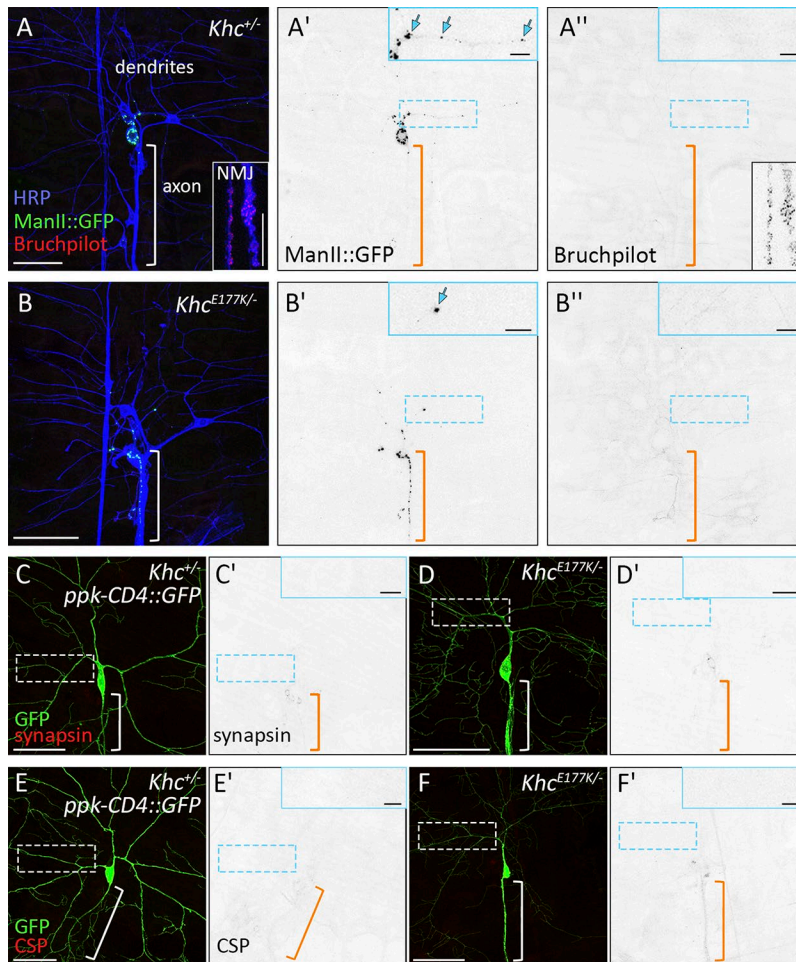 A
Khc+/-
dendrites
axon
NMJ
HRP
ManII::GFP
Bruchpilot
A'
ManII::GFP
A''
Bruchpilot
B
KhcE177K/-
B'
B''
C
Khc+/-
ppk-CD4::GFP
GFP
synapsin
C'
synapsin
D
KhcE177K/-
D'
E
Khc+/-
ppk-CD4::GFP
GFP
CSP
E'
CSP
F
KhcE177K/-
F'